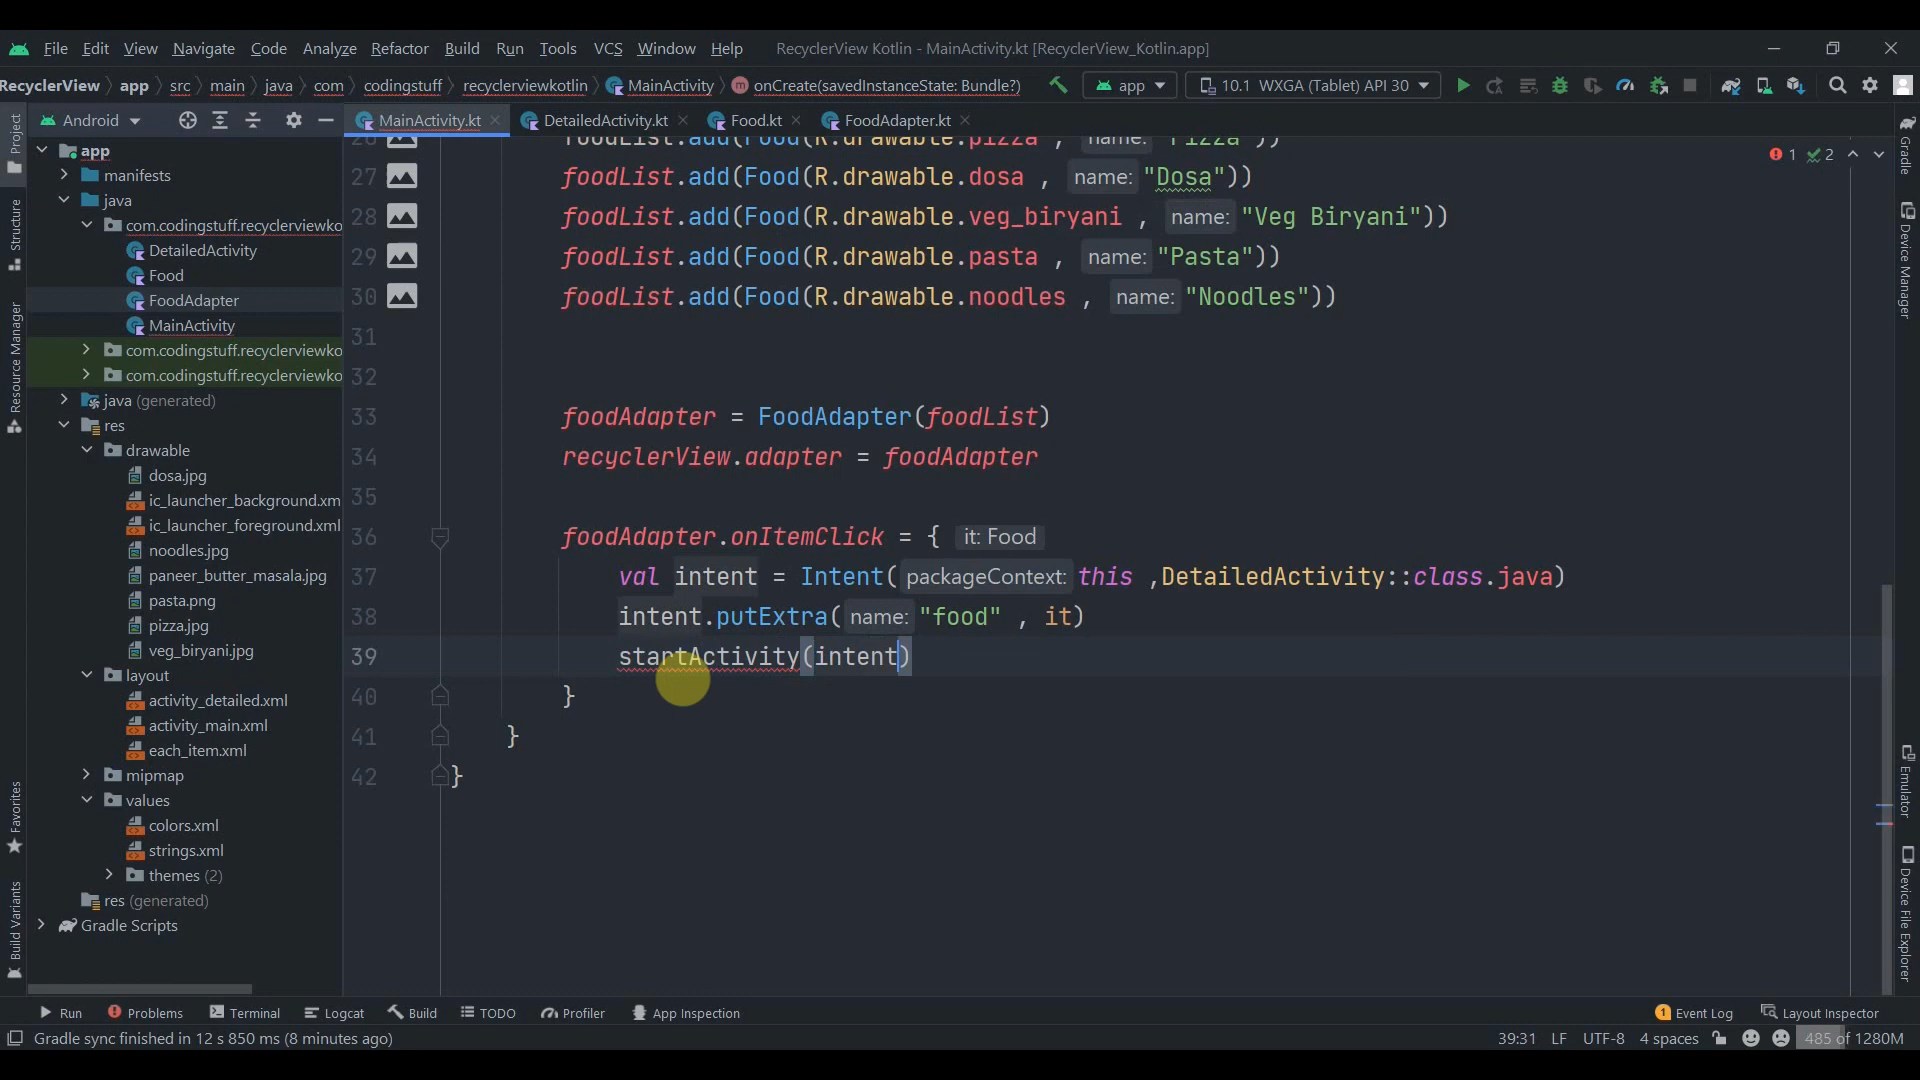 File Edit View Navigate Code Analyze Refactor Build Run Tools VCS Window Help RecyclerView Kotlin - MainActivity.kt [RecyclerView_Kotlin.app]
RecyclerView app src main java com codingstuff recyclerviewkotlin MainActivity onCreate(savedInstanceState: Bundle?) app 10.1 WXGA (Tablet) API 30
Android
MainActivity.kt DetailedActivity.kt Food.kt FoodAdapter.kt
Project
Structure
Resource Manager
Favorites
Build Variants
app
manifests
java
com.codingstuff.recyclerviewko
DetailedActivity
Food
FoodAdapter
MainActivity
com.codingstuff.recyclerviewko
com.codingstuff.recyclerviewko
java (generated)
res
drawable
dosa.jpg
ic_launcher_background.xm
ic_launcher_foreground.xml
noodles.jpg
paneer_butter_masala.jpg
pasta.png
pizza.jpg
veg_biryani.jpg
layout
activity_detailed.xml
activity_main.xml
each_item.xml
mipmap
values
colors.xml
strings.xml
themes (2)
res (generated)
Gradle Scripts
1 2
26 foodList.add(Food(R.drawable.pizza , name: "Pizza"))
27 foodList.add(Food(R.drawable.dosa , name: "Dosa"))
28 foodList.add(Food(R.drawable.veg_biryani , name: "Veg Biryani"))
29 foodList.add(Food(R.drawable.pasta , name: "Pasta"))
30 foodList.add(Food(R.drawable.noodles , name: "Noodles"))
31
32
33 foodAdapter = FoodAdapter(foodList)
34 recyclerView.adapter = foodAdapter
35
36 foodAdapter.onItemClick = { it: Food
37 val intent = Intent( packageContext: this ,DetailedActivity::class.java)
38 intent.putExtra( name: "food" , it)
39 startActivity(intent)
40 }
41 }
42 }
Gradle
Device Manager
Emulator
Device File Explorer
Run Problems Terminal Logcat Build TODO Profiler App Inspection 1 Event Log Layout Inspector
Gradle sync finished in 12 s 850 ms (8 minutes ago) 39:31 LF UTF-8 4 spaces 485 of 1280M